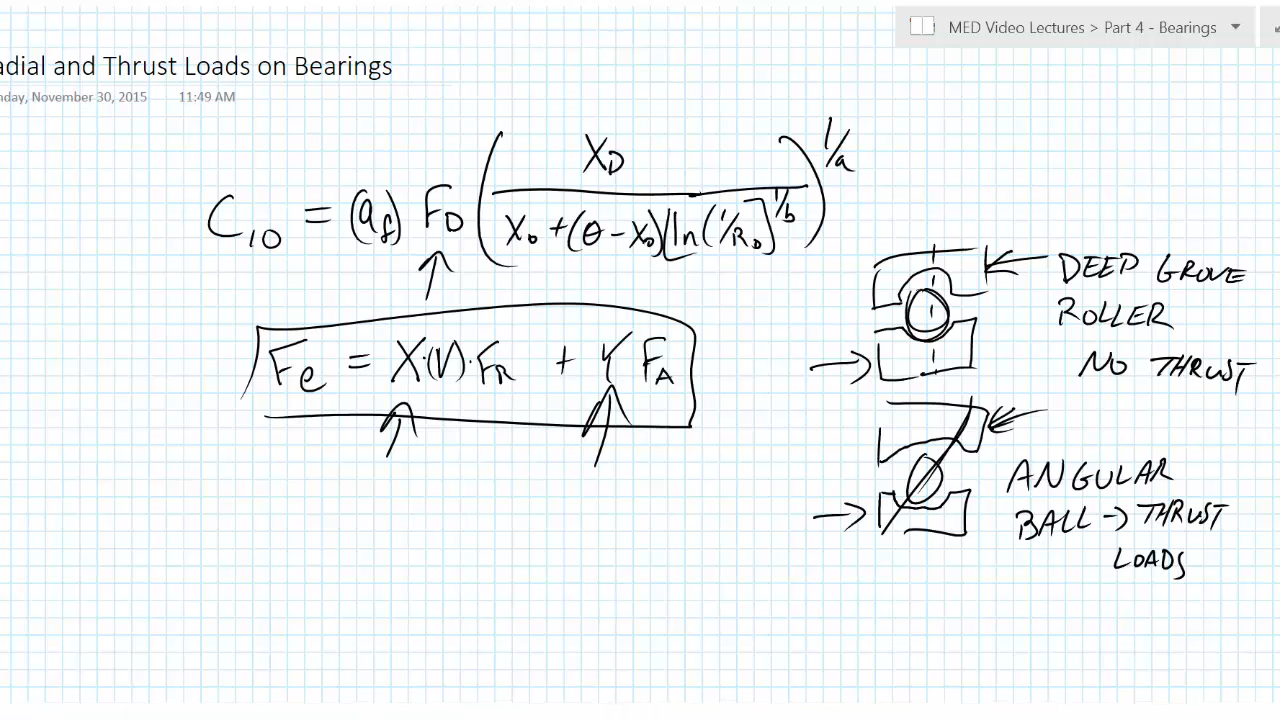 MED Video Lectures > Part 4 - Bearings
adial and Thrust Loads on Bearings
nday, November 30, 2015 11:49 AM
C10 = (af) FD (XD / (X0 + (θ - X0)[ln(1/RD)]^1/b))^1/a
Fe = X·(V)·FR + Y FA
DEEP GROVE
ROLLER
NO THRUST
ANGULAR
BALL → THRUST
LOADS